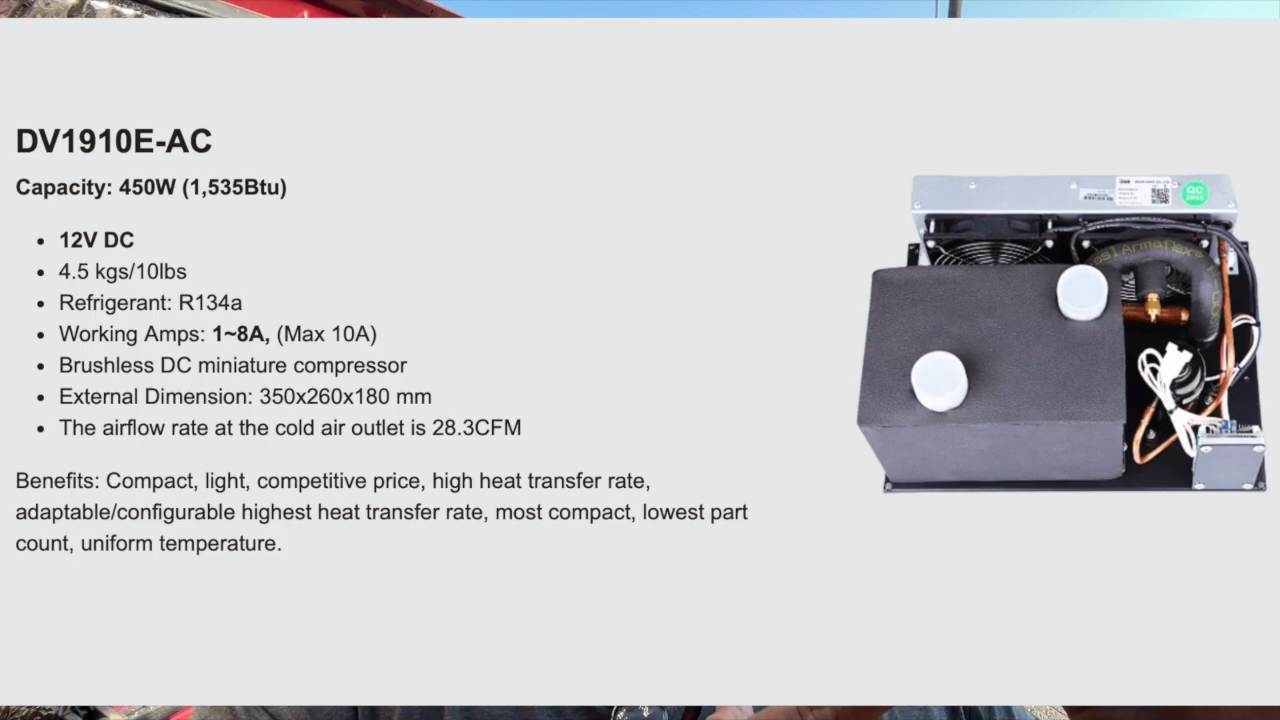 DV1910E-AC
Capacity: 450W (1,535Btu)
• 12V DC
• 4.5 kgs/10lbs
• Refrigerant: R134a
• Working Amps: 1~8A, (Max 10A)
• Brushless DC miniature compressor
• External Dimension: 350x260x180 mm
• The airflow rate at the cold air outlet is 28.3CFM
Benefits: Compact, light, competitive price, high heat transfer rate,
adaptable/configurable highest heat transfer rate, most compact, lowest part
count, uniform temperature.
QC
Armaflex